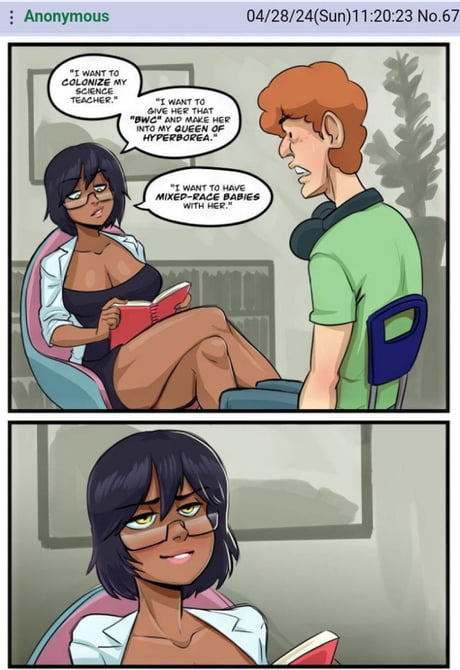 Anonymous 04/28/24(Sun)11:20:23 No.67
"I WANT TO
COLONIZE MY
SCIENCE
TEACHER."
"I WANT TO
GIVE HER THAT
"BWC" AND MAKE HER
INTO MY QUEEN OF
HYPERBOREA."
"I WANT TO HAVE
MIXED-RACE BABIES
WITH HER."